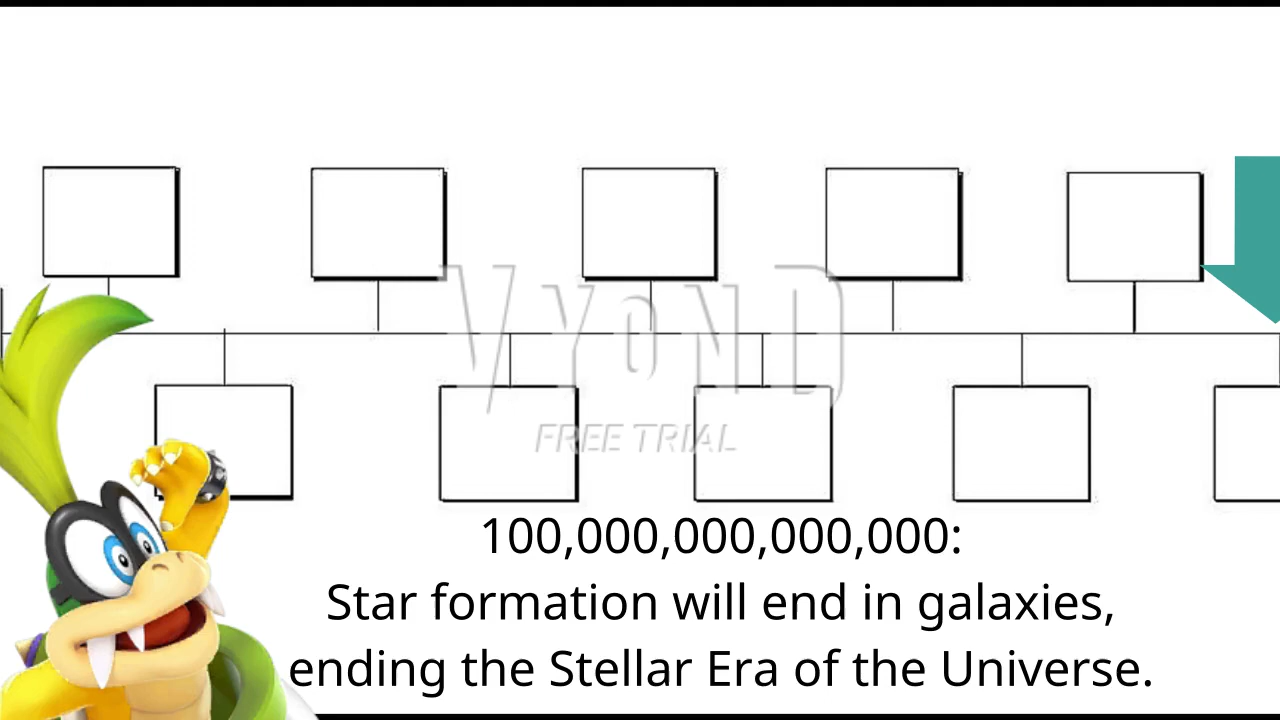 VYOND
FREE TRIAL
100,000,000,000,000:
Star formation will end in galaxies,
ending the Stellar Era of the Universe.